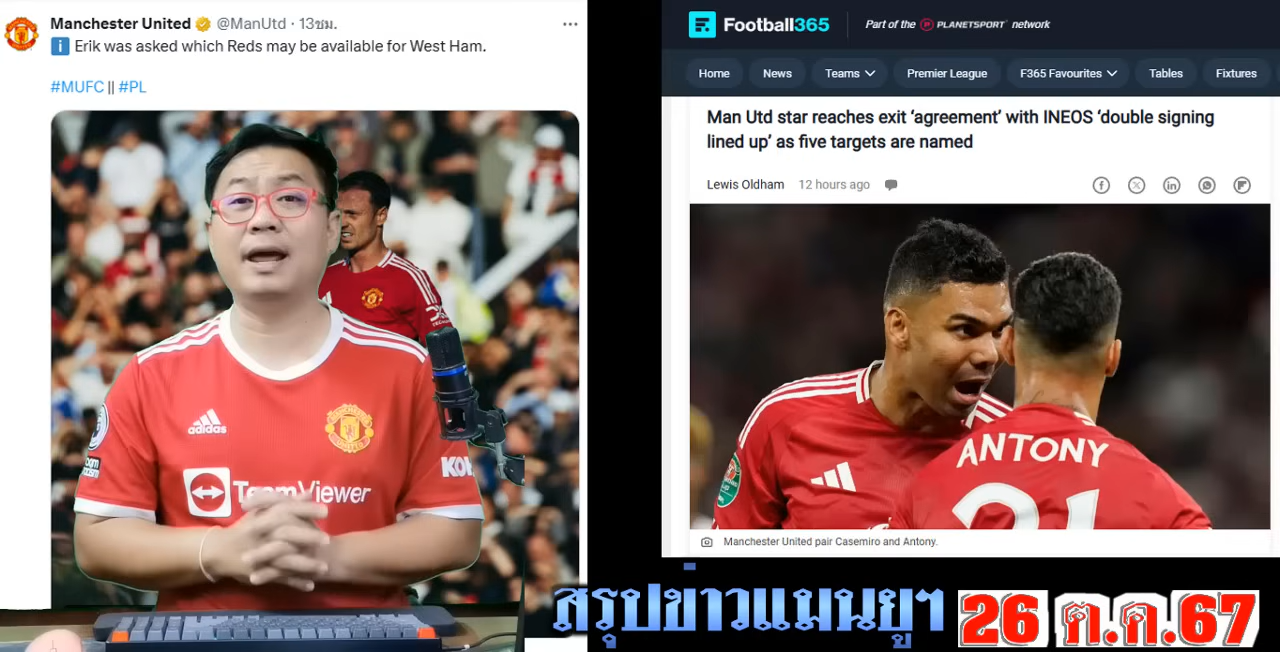 Manchester United @ManUtd · 13ชม.
Erik was asked which Reds may be available for West Ham.
#MUFC || #PL
adidas
TeamViewer
KOH
Football365
Part of the PLANETSPORT network
Home News Teams Premier League F365 Favourites Tables Fixtures
Man Utd star reaches exit ‘agreement’ with INEOS ‘double signing
lined up’ as five targets are named
Lewis Oldham 12 hours ago
ANTONY
21
Manchester United pair Casemiro and Antony.
สรุปข่าวแมนยูฯ 26 ต.ค.67